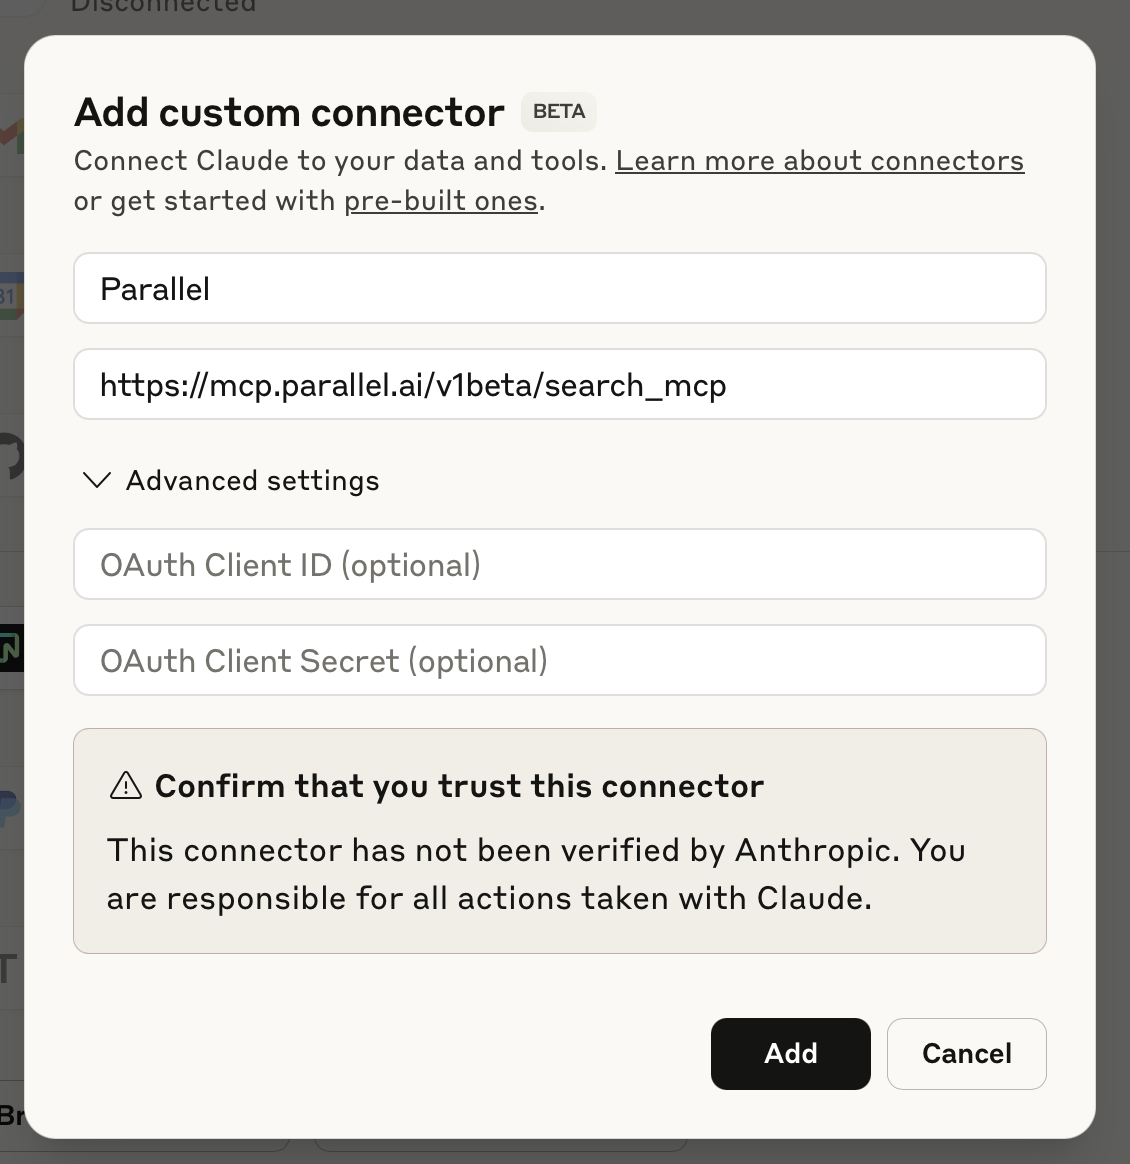 Disconnected
Add custom connector BETA
Connect Claude to your data and tools. Learn more about connectors
or get started with pre-built ones.
31
Parallel
https://mcp.parallel.ai/v1beta/search_mcp
Advanced settings
OAuth Client ID (optional)
OAuth Client Secret (optional)
Confirm that you trust this connector
This connector has not been verified by Anthropic. You
are responsible for all actions taken with Claude.
T
Add Cancel
Br